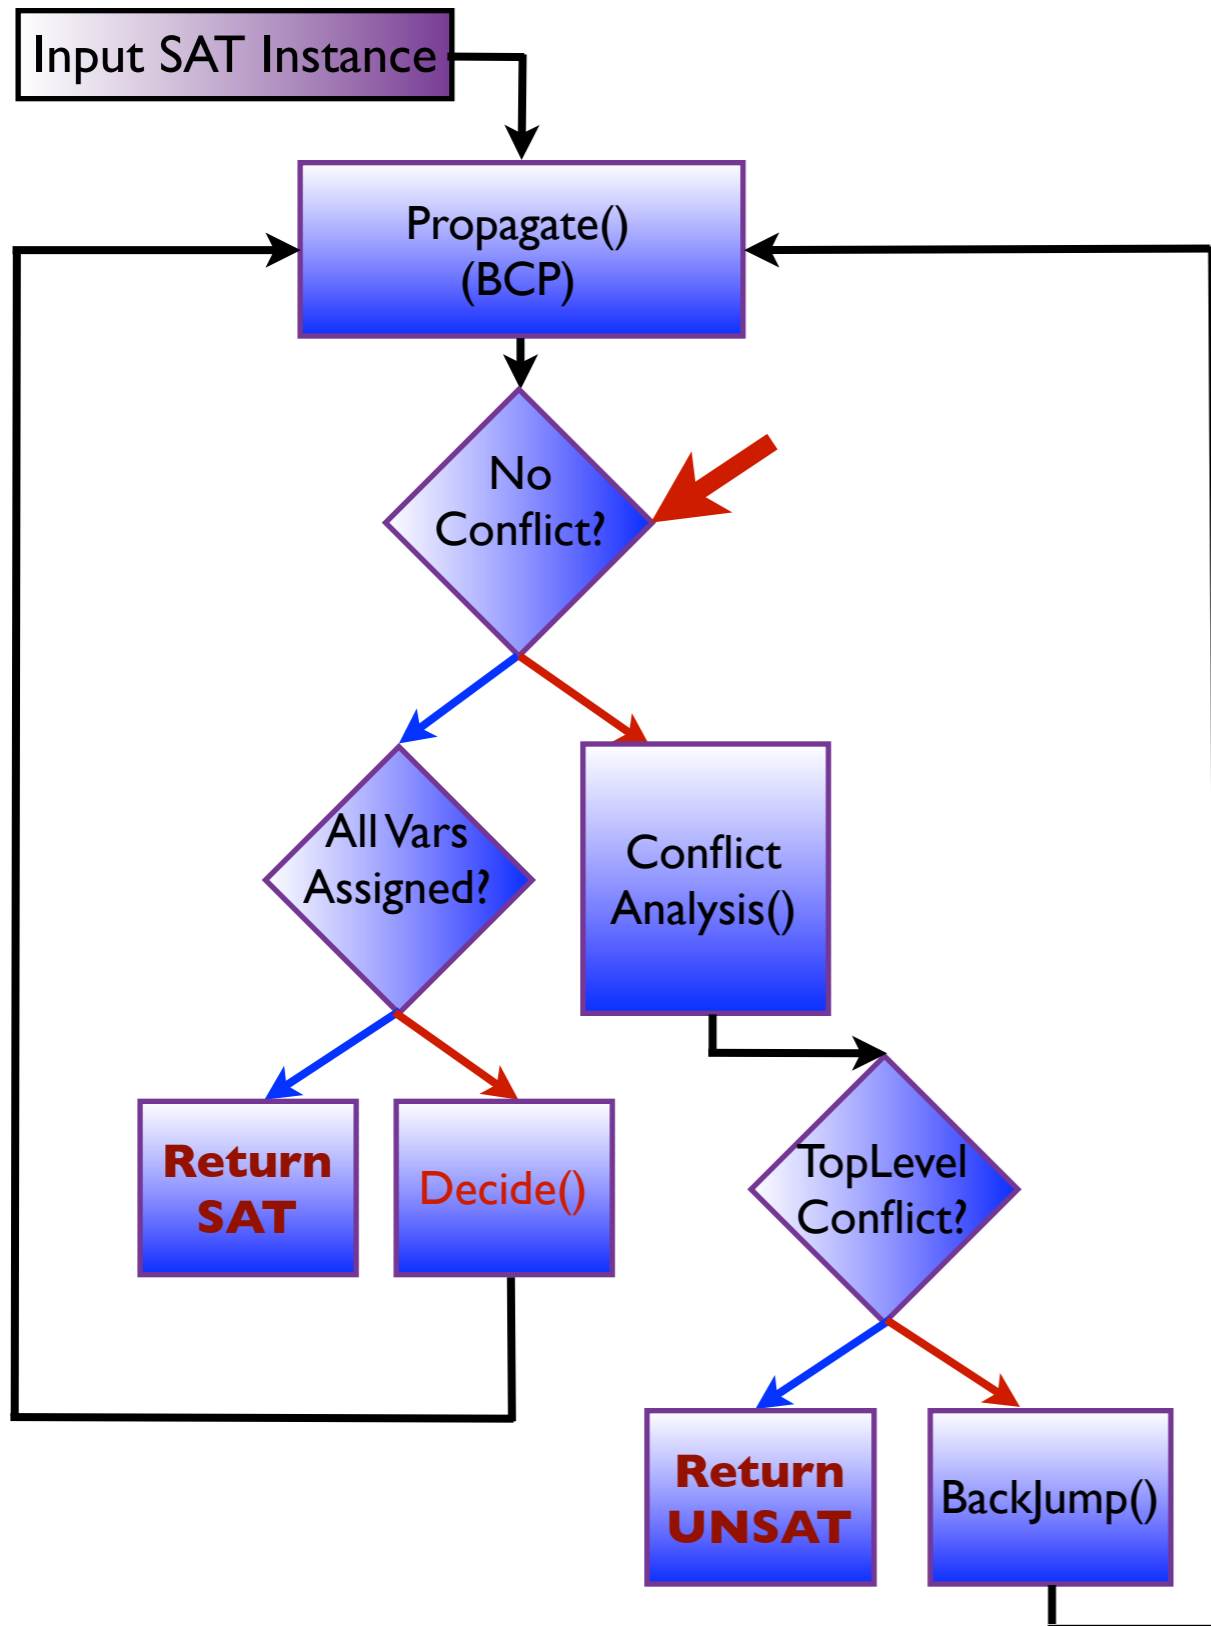 Input SAT Instance
Propagate()
(BCP)
No
Conflict?
All Vars
Assigned?
Conflict
Analysis()
Return
SAT
Decide()
TopLevel
Conflict?
Return
UNSAT
BackJump()